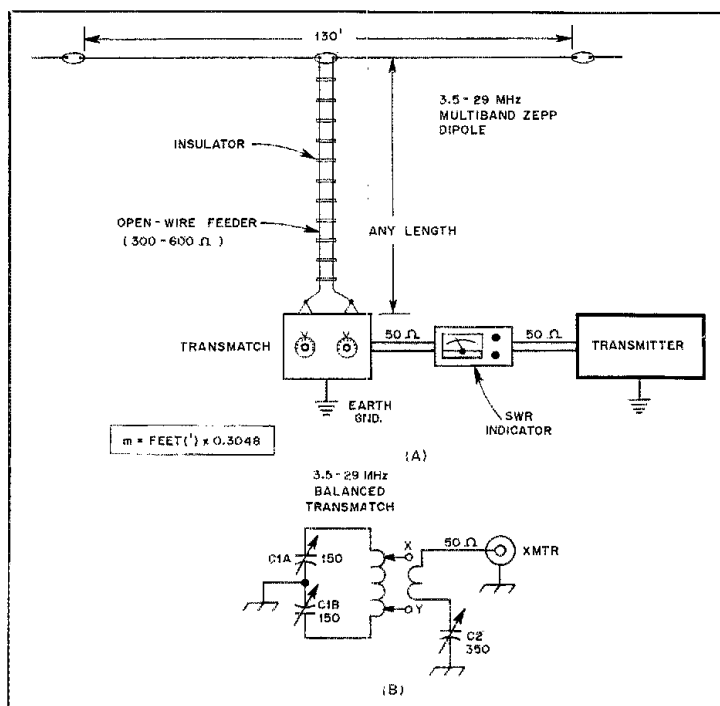 130'
3.5-29 MHz
MULTIBAND ZEPP
DIPOLE
INSULATOR
OPEN-WIRE FEEDER
(300-600 Ω)
ANY LENGTH
TRANSMATCH
50 Ω
50 Ω
TRANSMITTER
EARTH
GND.
SWR
INDICATOR
m = FEET(') x 0.3048
(A)
3.5-29 MHz
BALANCED
TRANSMATCH
C1A
150
X
50 Ω
XMTR
C1B
150
Y
C2
350
(B)